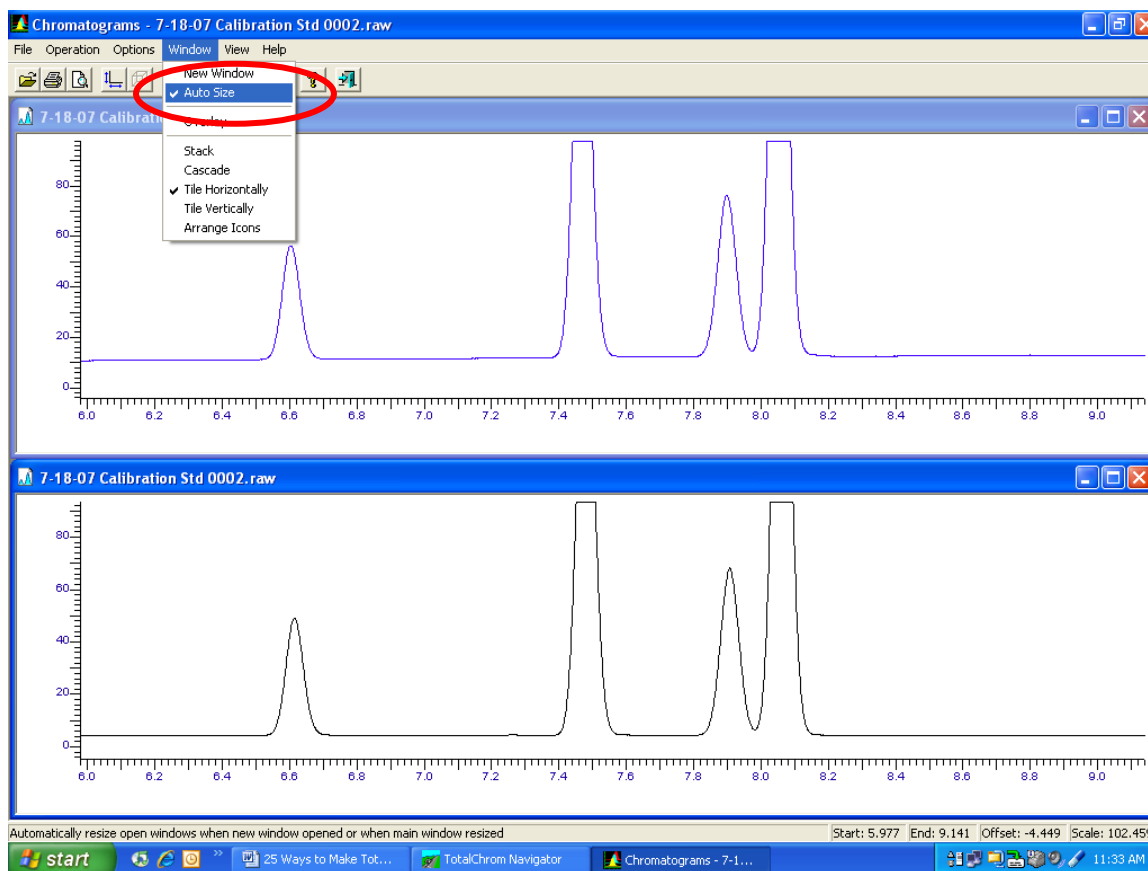 Chromatograms - 7-18-07 Calibration Std 0002.raw
File Operation Options Window View Help
New Window
Auto Size
Overlay
Stack
Cascade
Tile Horizontally
Tile Vertically
Arrange Icons
7-18-07 Calibrati
80
60
40
20
0
6.0 6.2 6.4 6.6 6.8 7.0 7.2 7.4 7.6 7.8 8.0 8.2 8.4 8.6 8.8 9.0
7-18-07 Calibration Std 0002.raw
80
60
40
20
0
6.0 6.2 6.4 6.6 6.8 7.0 7.2 7.4 7.6 7.8 8.0 8.2 8.4 8.6 8.8 9.0
Automatically resize open windows when new window opened or when main window resized Start: 5.977 End: 9.141 Offset: -4.449 Scale: 102.45
start 25 Ways to Make Tot... TotalChrom Navigator Chromatograms - 7-1... 11:33 AM